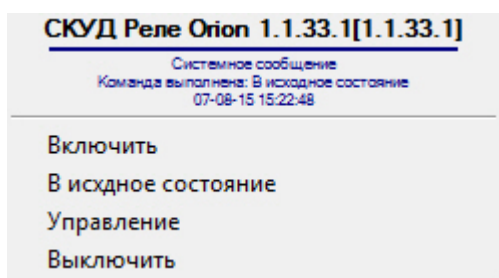 СКУД Реле Orion 1.1.33.1[1.1.33.1]
Системное сообщение
Команда выполнена: В исходное состояние
07-08-15 15:22:48
Включить
В исхдное состояние
Управление
Выключить